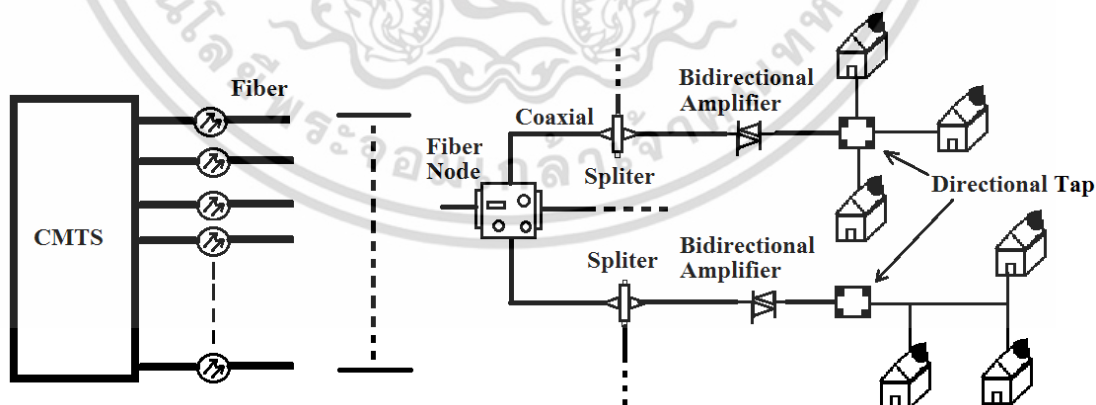 Fiber
CMTS
Fiber
Node
Coaxial
Spliter
Bidirectional
Amplifier
Directional Tap
Spliter
Bidirectional
Amplifier